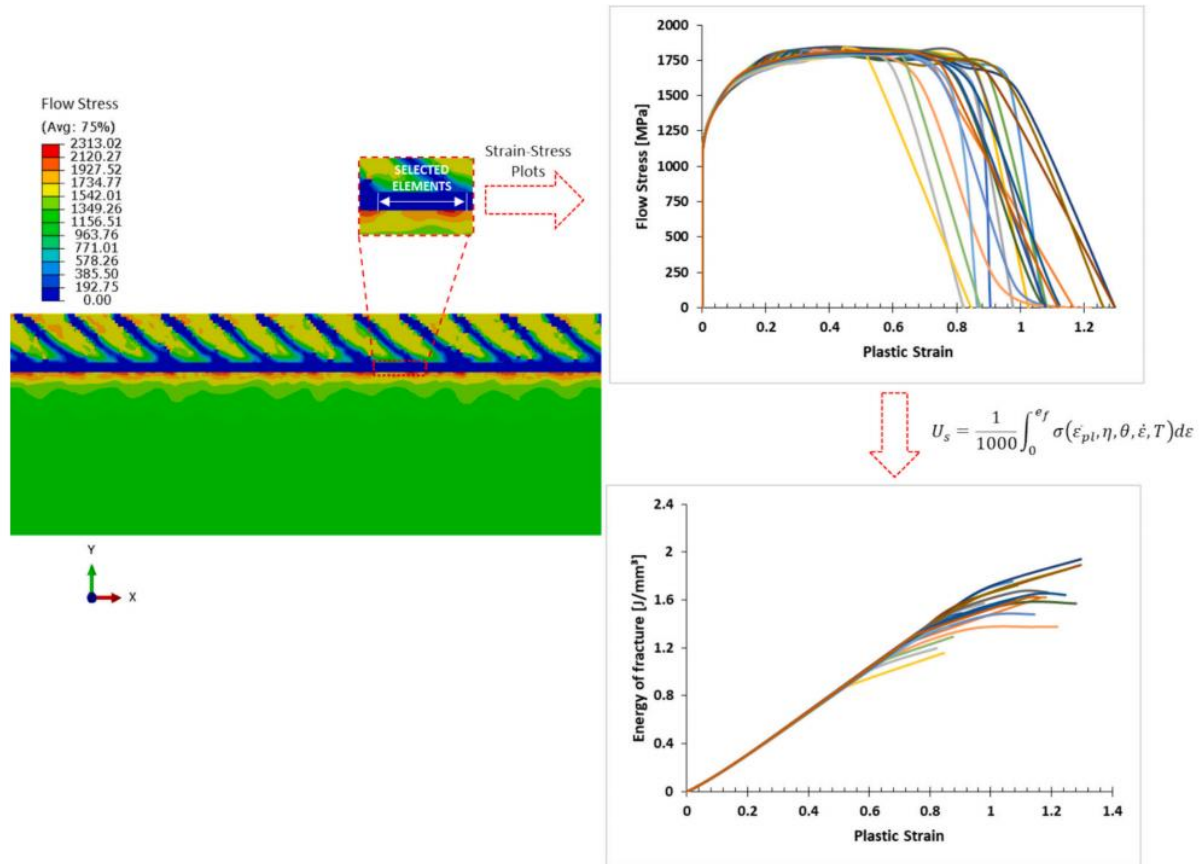 Flow Stress
(Avg: 75%)
2313.02
2120.27
1927.52
1734.77
1542.01
1349.26
1156.51
963.76
771.01
578.26
385.50
192.75
0.00
SELECTED
ELEMENTS
Strain-Stress
Plots
Y
X
Flow Stress [MPa]
2000
1750
1500
1250
1000
750
500
250
0
0 0.2 0.4 0.6 0.8 1 1.2
Plastic Strain
U_s = \frac{1}{1000} \int_0^{e_f} σ(ε_{pl}, η, θ, ε̇, T)dε
Energy of fracture [J/mm³]
2.4
2
1.6
1.2
0.8
0.4
0
0 0.2 0.4 0.6 0.8 1 1.2 1.4
Plastic Strain